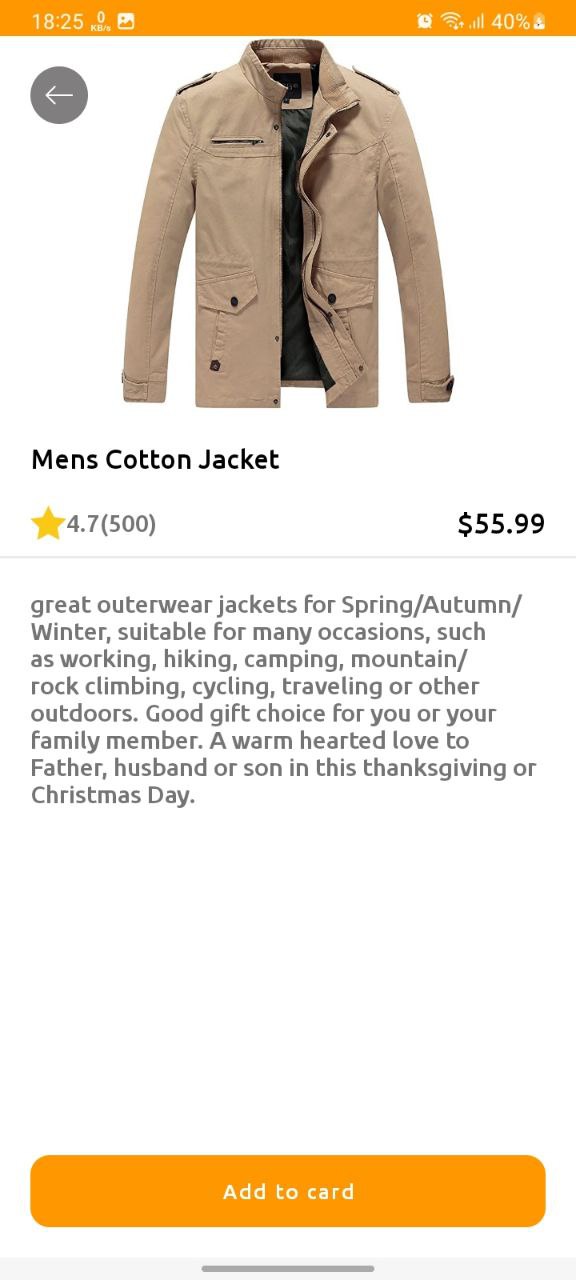 18:25 0 KB/s 40%
Mens Cotton Jacket
4.7(500) $55.99
great outerwear jackets for Spring/Autumn/
Winter, suitable for many occasions, such
as working, hiking, camping, mountain/
rock climbing, cycling, traveling or other
outdoors. Good gift choice for you or your
family member. A warm hearted love to
Father, husband or son in this thanksgiving or
Christmas Day.
Add to card